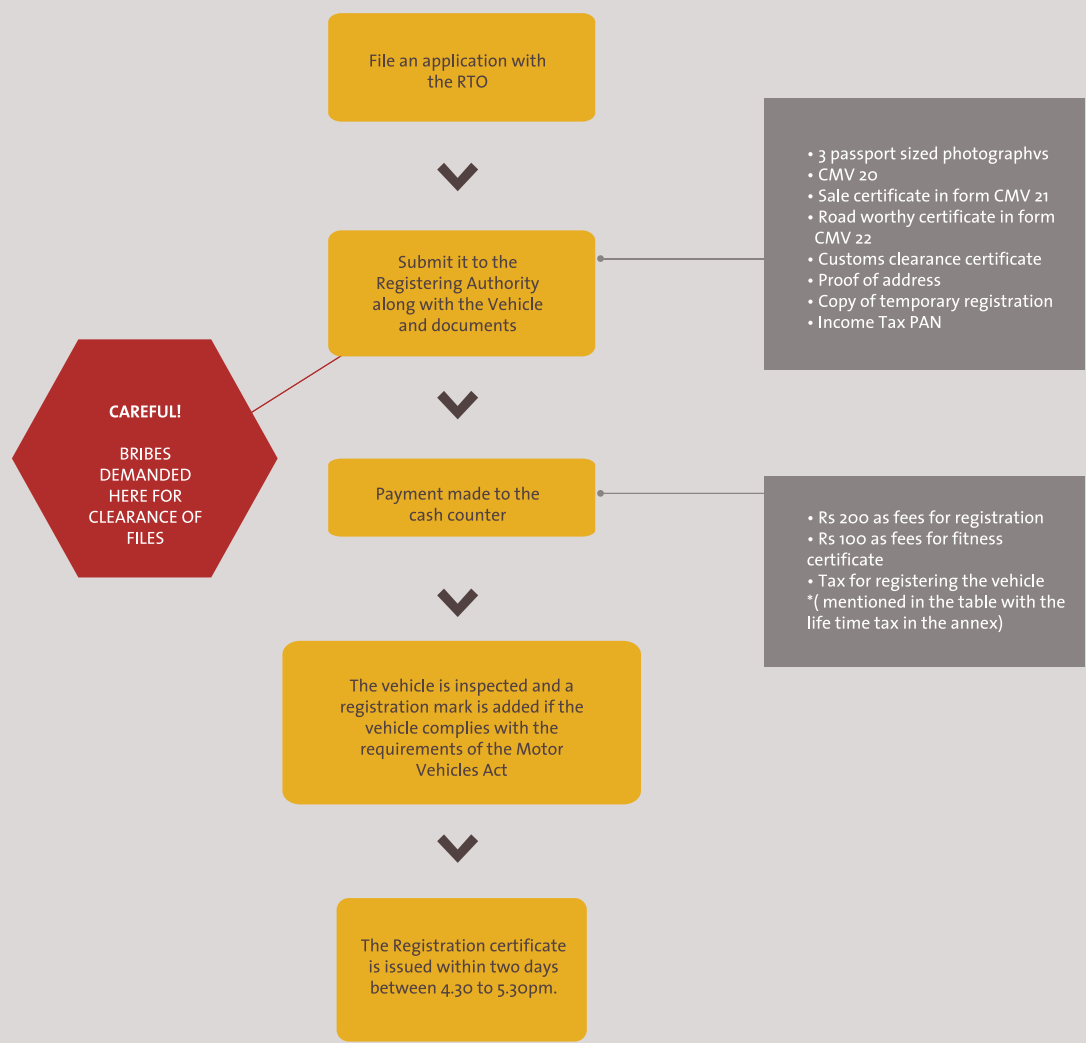 File an application with
the RTO
• 3 passport sized photographvs
• CMV 20
• Sale certificate in form CMV 21
• Road worthy certificate in form
CMV 22
• Customs clearance certificate
• Proof of address
• Copy of temporary registration
• Income Tax PAN
Submit it to the
Registering Authority
along with the Vehicle
and documents
CAREFUL!
BRIBES
DEMANDED
HERE FOR
CLEARANCE OF
FILES
Payment made to the
cash counter
• Rs 200 as fees for registration
• Rs 100 as fees for fitness
certificate
• Tax for registering the vehicle
*( mentioned in the table with the
life time tax in the annex)
The vehicle is inspected and a
registration mark is added if the
vehicle complies with the
requirements of the Motor
Vehicles Act
The Registration certificate
is issued within two days
between 4.30 to 5.30pm.